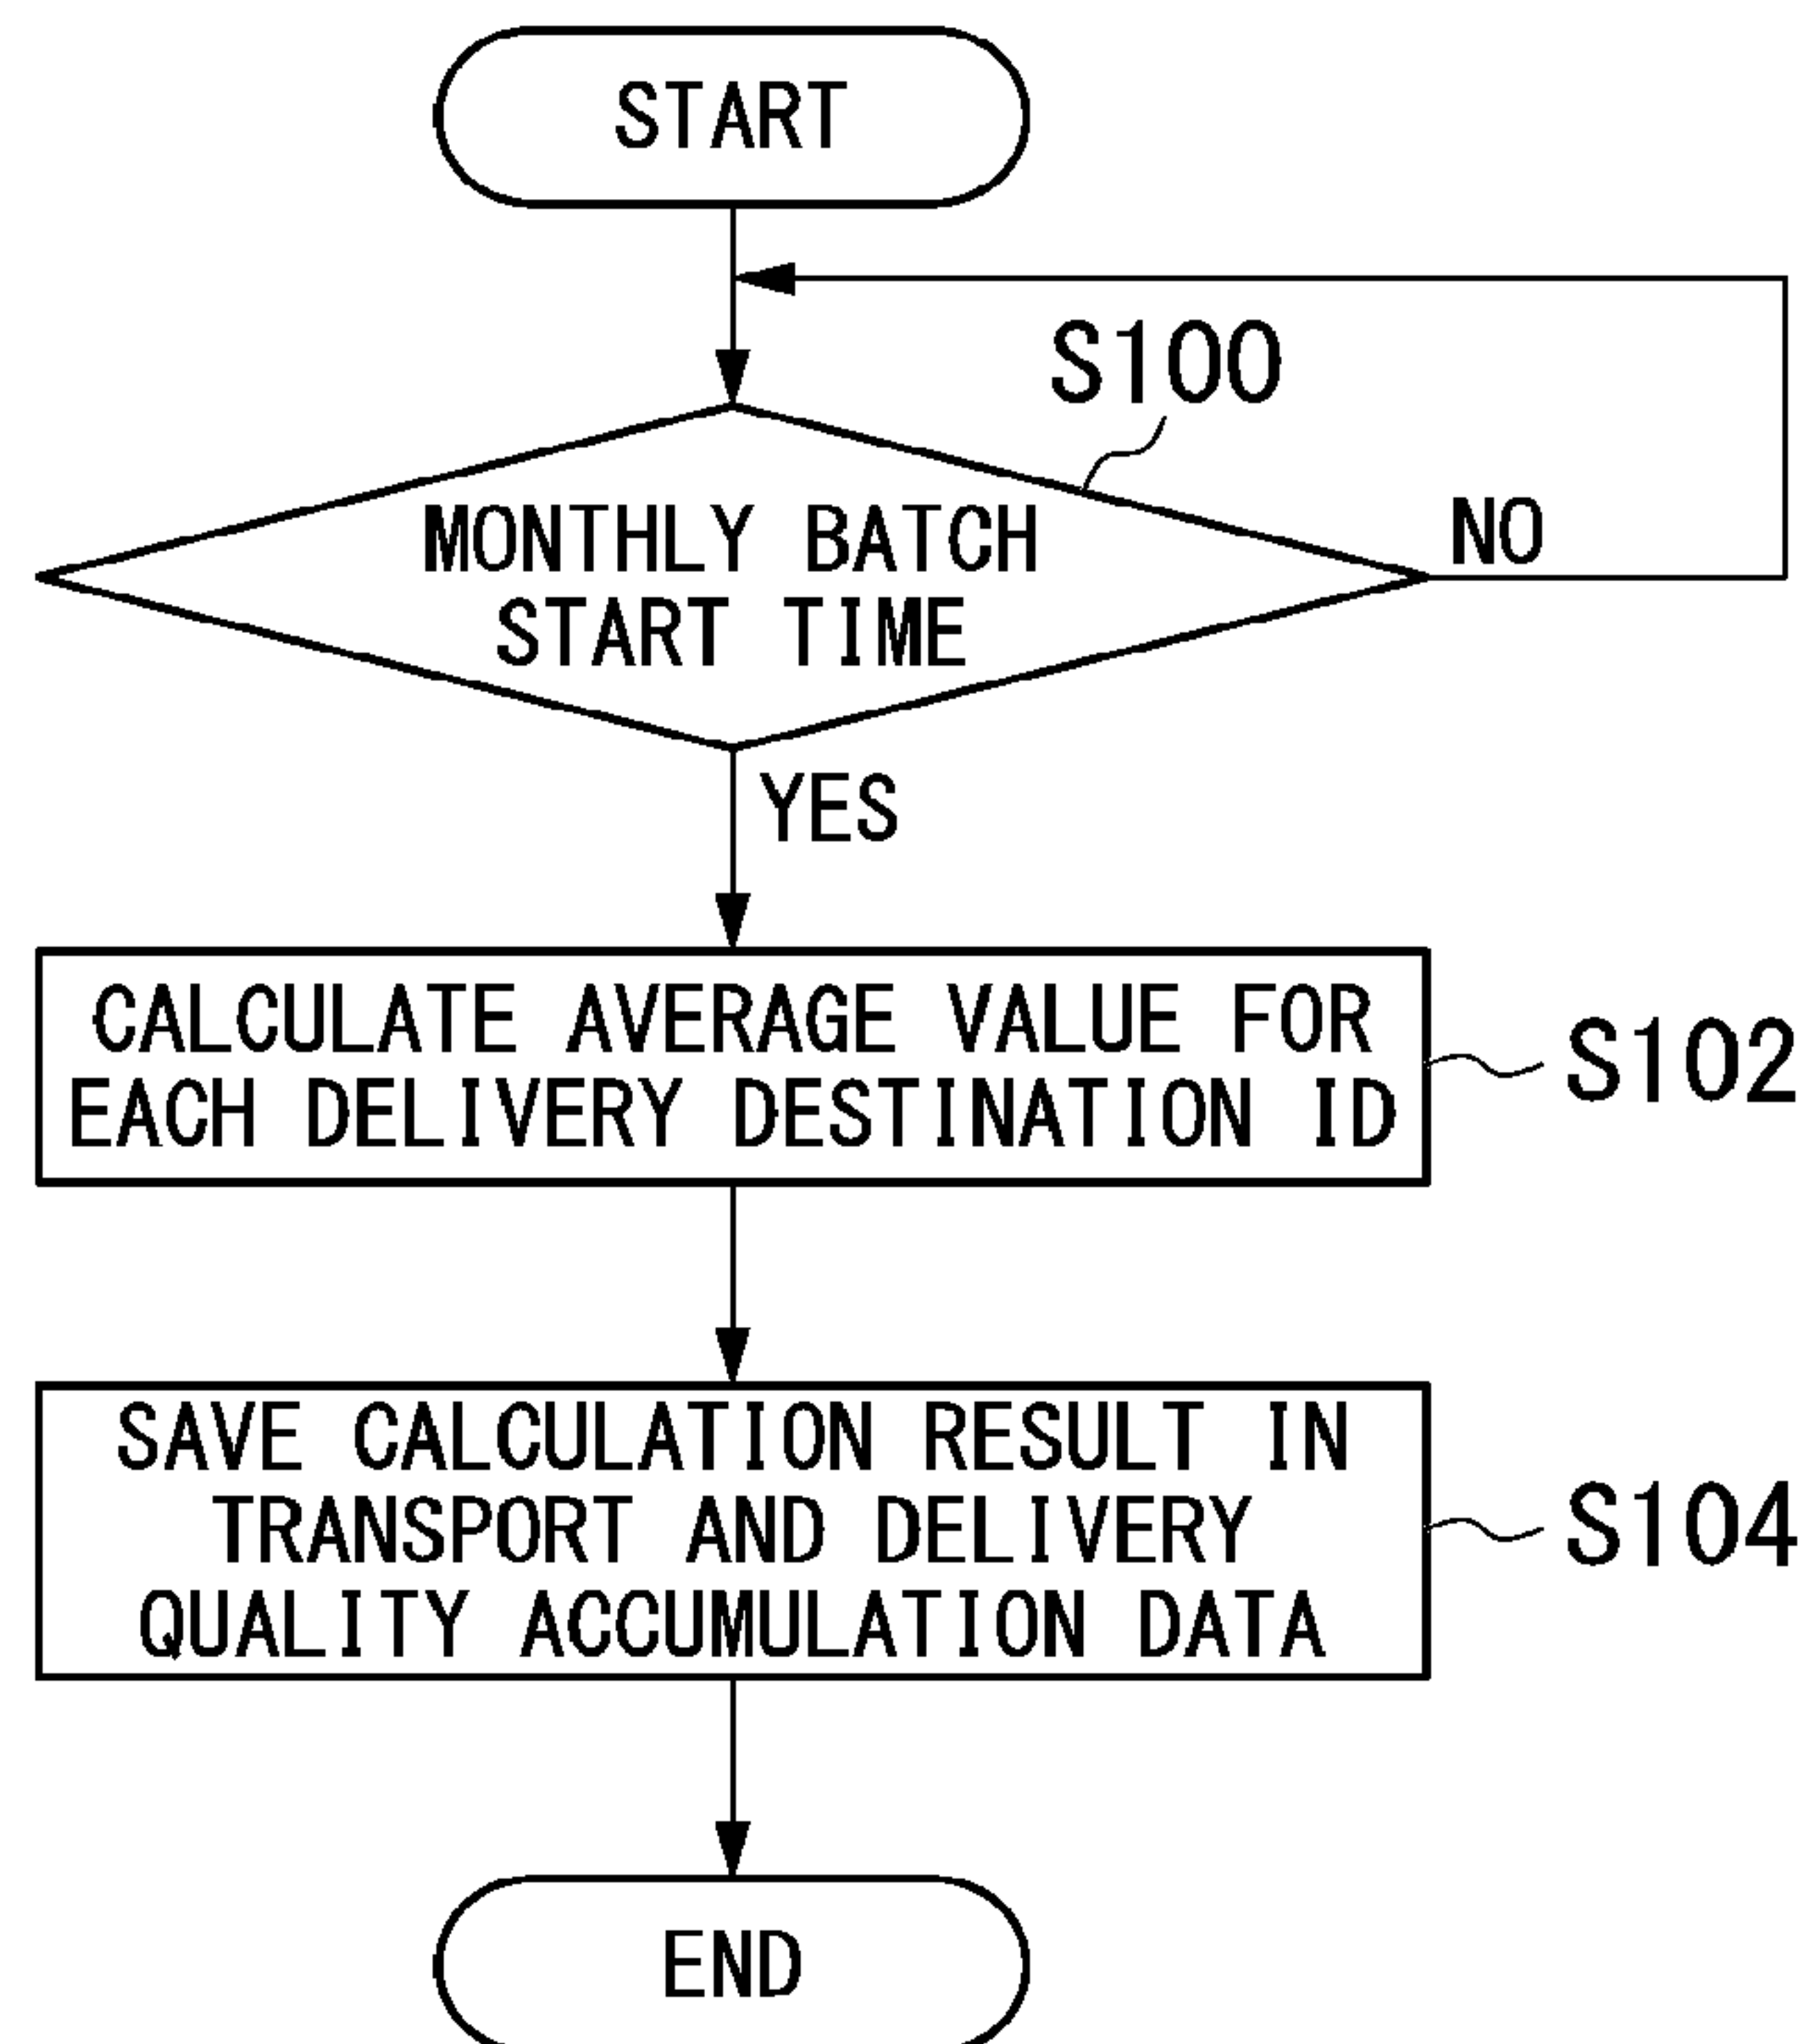 START
S100
MONTHLY BATCH
START TIME
NO
YES
CALCULATE AVERAGE VALUE FOR
EACH DELIVERY DESTINATION ID
S102
SAVE CALCULATION RESULT IN
TRANSPORT AND DELIVERY
QUALITY ACCUMULATION DATA
S104
END